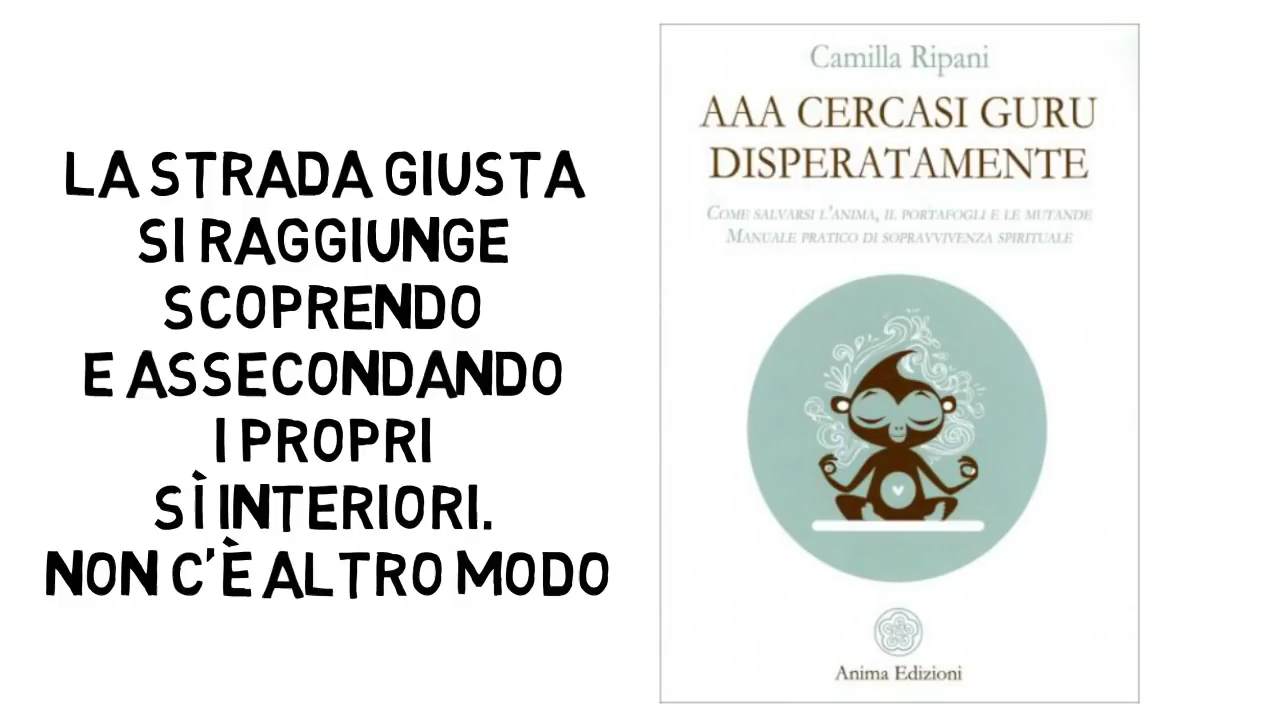 LA STRADA GIUSTA
SI RAGGIUNGE
SCOPRENDO
E ASSECONDANDO
I PROPRI
SÌ INTERIORI.
NON C'È ALTRO MODO
Camilla Ripani
AAA CERCASI GURU
DISPERATAMENTE
COME SALVARSI L'ANIMA, IL PORTAFOGLI E LE MUTANDE
MANUALE PRATICO DI SOPRAVVIVENZA SPIRITUALE
Anima Edizioni